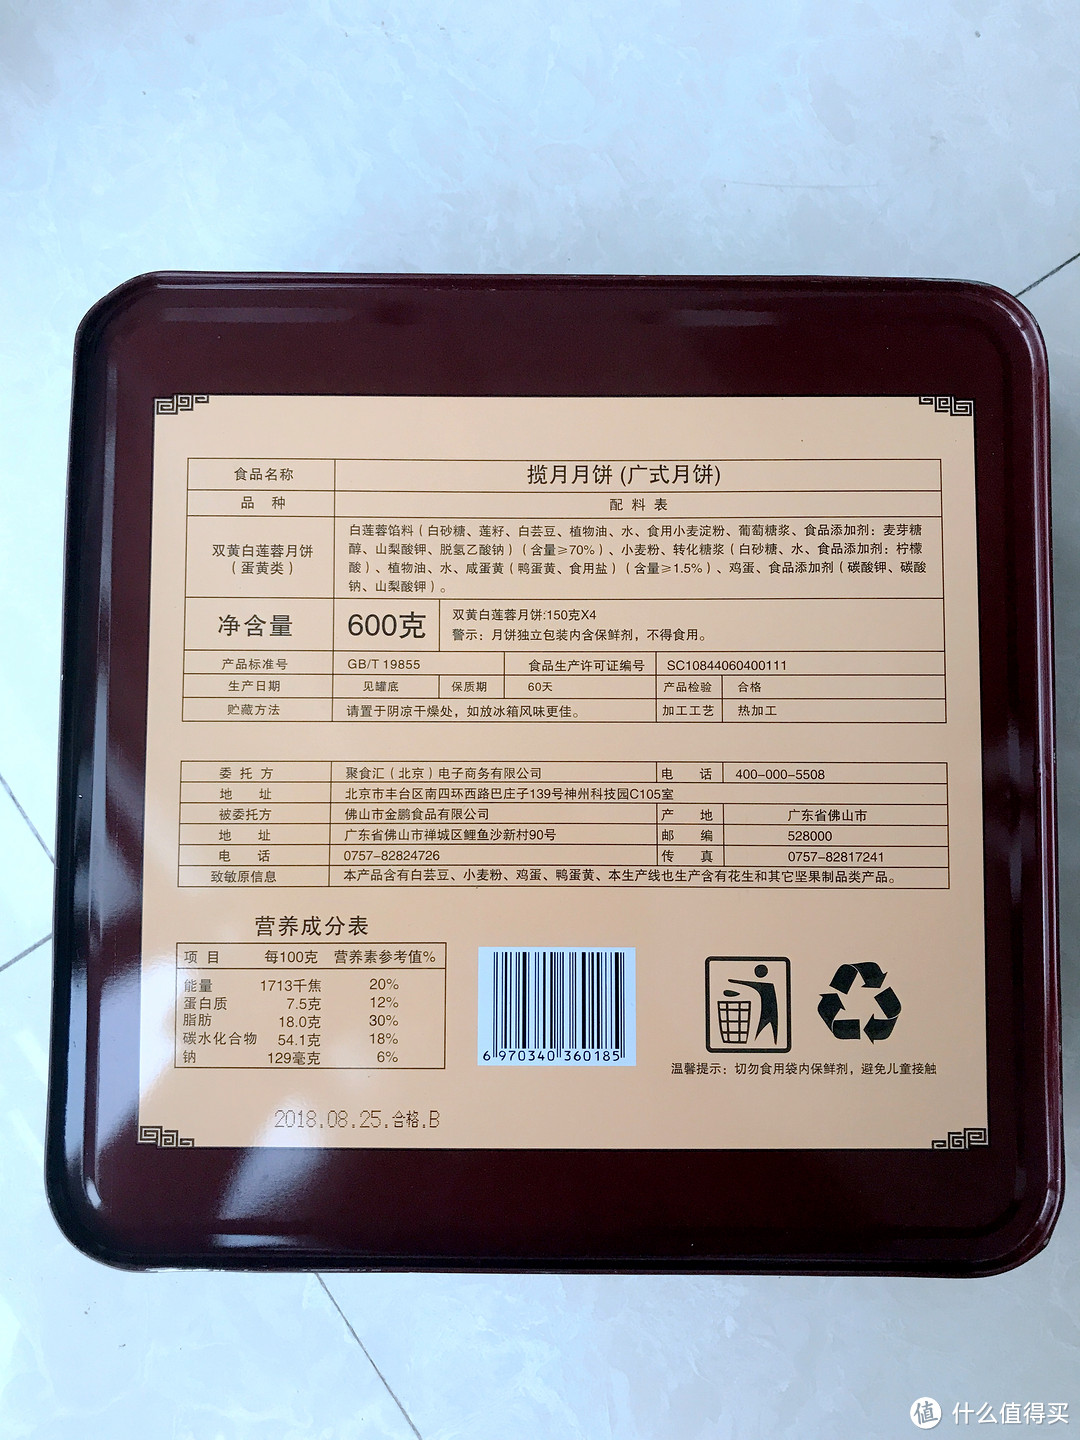 食品名称 揽月月饼 (广式月饼)
品 种 配 料 表
双黄白莲蓉月饼
（蛋黄类）
白莲蓉馅料（白砂糖、莲籽、白芸豆、植物油、水、食用小麦淀粉、葡萄糖浆、食品添加剂：麦芽糖
醇、山梨酸钾、脱氢乙酸钠）（含量≥70%）、小麦粉、转化糖浆（白砂糖、水、食品添加剂：柠檬
酸）、植物油、水、咸蛋黄（鸭蛋黄、食用盐）（含量≥1.5%）、鸡蛋、食品添加剂（碳酸钾、碳酸
钠、山梨酸钾）。
净含量 600克
双黄白莲蓉月饼:150克X4
警示：月饼独立包装内含保鲜剂，不得食用。
产品标准号 GB/T 19855 食品生产许可证编号 SC10844060400111
生产日期 见罐底 保质期 60天 产品检验 合格
贮藏方法 请置于阴凉干燥处，如放冰箱风味更佳。 加工工艺 热加工
委 托 方 聚食汇（北京）电子商务有限公司 电 话 400-000-5508
地 址 北京市丰台区南四环西路巴庄子139号神州科技园C105室
被委托方 佛山市金鹏食品有限公司 产 地 广东省佛山市
地 址 广东省佛山市禅城区鲤鱼沙新村90号 邮 编 528000
电 话 0757-82824726 传 真 0757-82817241
致敏原信息 本产品含有白芸豆、小麦粉、鸡蛋、鸭蛋黄、本生产线也生产含有花生和其它坚果制品类产品。
营养成分表
项 目 每100克 营养素参考值%
能量 1713千焦 20%
蛋白质 7.5克 12%
脂肪 18.0克 30%
碳水化合物 54.1克 18%
钠 129毫克 6%
6 970340 360185
温馨提示：切勿食用袋内保鲜剂，避免儿童接触
2018.08.25.合格.B
值 什么值得买